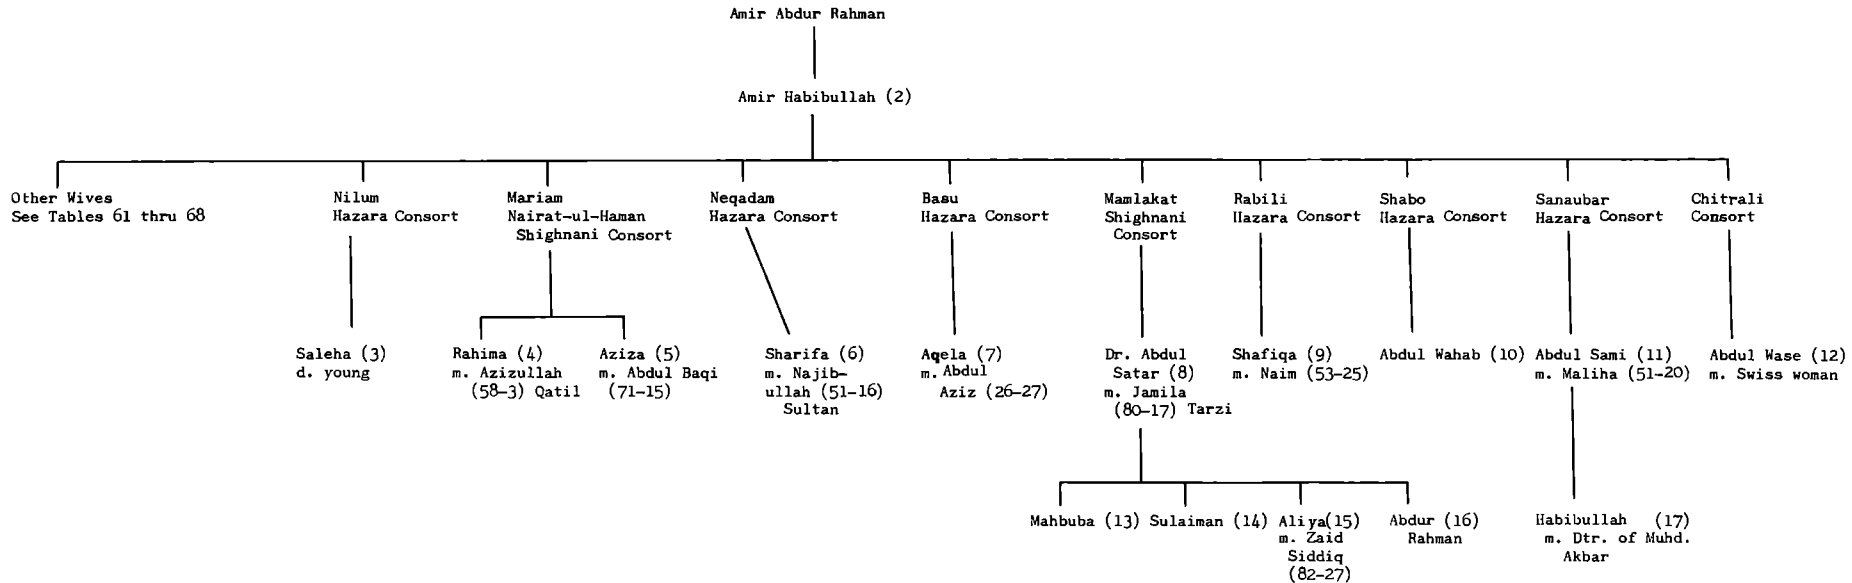 Amir Abdur Rahman
Amir Habibullah (2)
Other Wives
See Tables 61 thru 68
Nilum
Hazara Consort
Mariam
Nairat-ul-Haman
Shighnani Consort
Neqadam
Hazara Consort
Basu
Hazara Consort
Mamlakat
Shighnani
Consort
Rabili
Hazara Consort
Shabo
Hazara Consort
Sanaubar
Hazara Consort
Chitrali
Consort
Saleha (3)
d. young
Rahima (4)
m. Azizullah
(58-3) Qatil
Aziza (5)
m. Abdul Baqi
(71-15)
Sharifa (6)
m. Najib-
ullah (51-16)
Sultan
Aqela (7)
m. Abdul
Aziz (26-27)
Dr. Abdul
Satar (8)
m. Jamila
(80-17) Tarzi
Shafiqa (9)
m. Naim (53-25)
Abdul Wahab (10)
Abdul Sami (11)
m. Maliha (51-20)
Abdul Wase (12)
m. Swiss woman
Mahbuba (13)
Sulaiman (14)
Aliya(15)
m. Zaid
Siddiq
(82-27)
Abdur (16)
Rahman
Habibullah (17)
m. Dtr. of Muhd.
Akbar